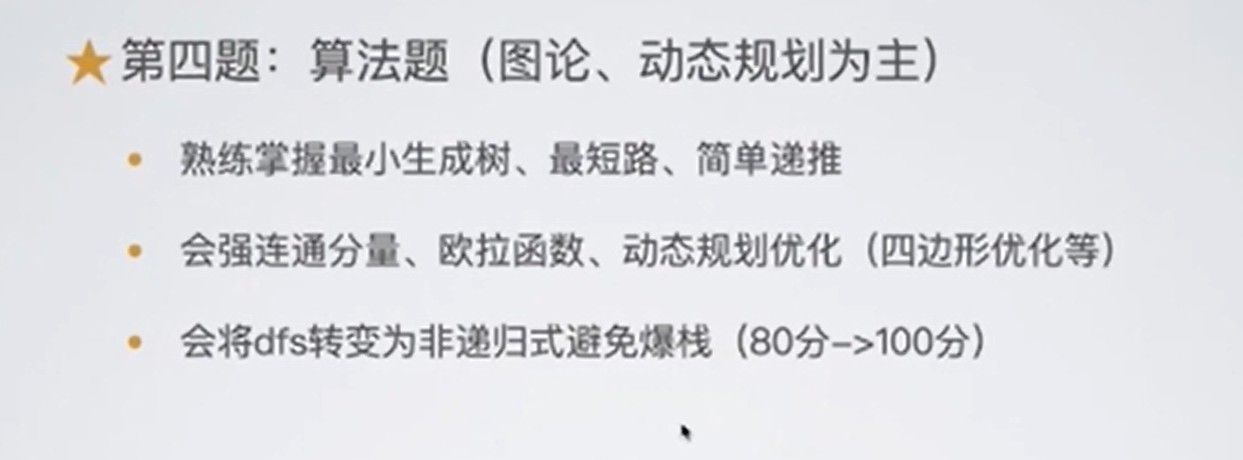 ★第四题：算法题（图论、动态规划为主）
• 熟练掌握最小生成树、最短路、简单递推
• 会强连通分量、欧拉函数、动态规划优化（四边形优化等）
• 会将dfs转变为非递归式避免爆栈（80分–>100分）